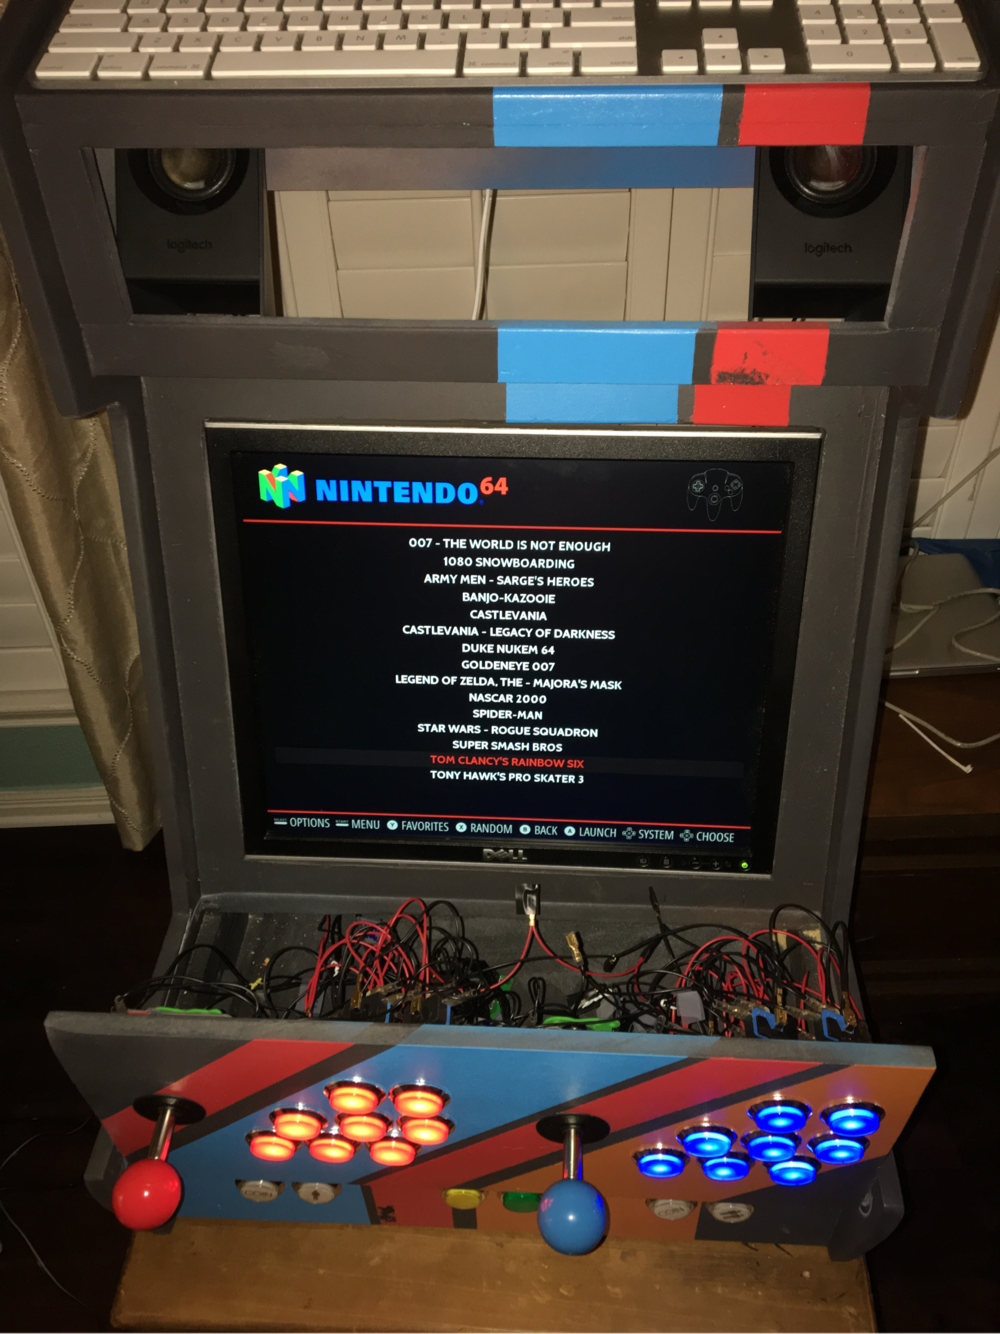 logitech
logitech
NINTENDO64
007 - THE WORLD IS NOT ENOUGH
1080 SNOWBOARDING
ARMY MEN - SARGE'S HEROES
BANJO-KAZOOIE
CASTLEVANIA
CASTLEVANIA - LEGACY OF DARKNESS
DUKE NUKEM 64
GOLDENEYE 007
LEGEND OF ZELDA, THE - MAJORA'S MASK
NASCAR 2000
SPIDER-MAN
STAR WARS - ROGUE SQUADRON
SUPER SMASH BROS
TOM CLANCY'S RAINBOW SIX
TONY HAWK'S PRO SKATER 3
OPTIONS MENU Y FAVORITES X RANDOM B BACK A LAUNCH SYSTEM CHOOSE
DELL
COIN
COIN